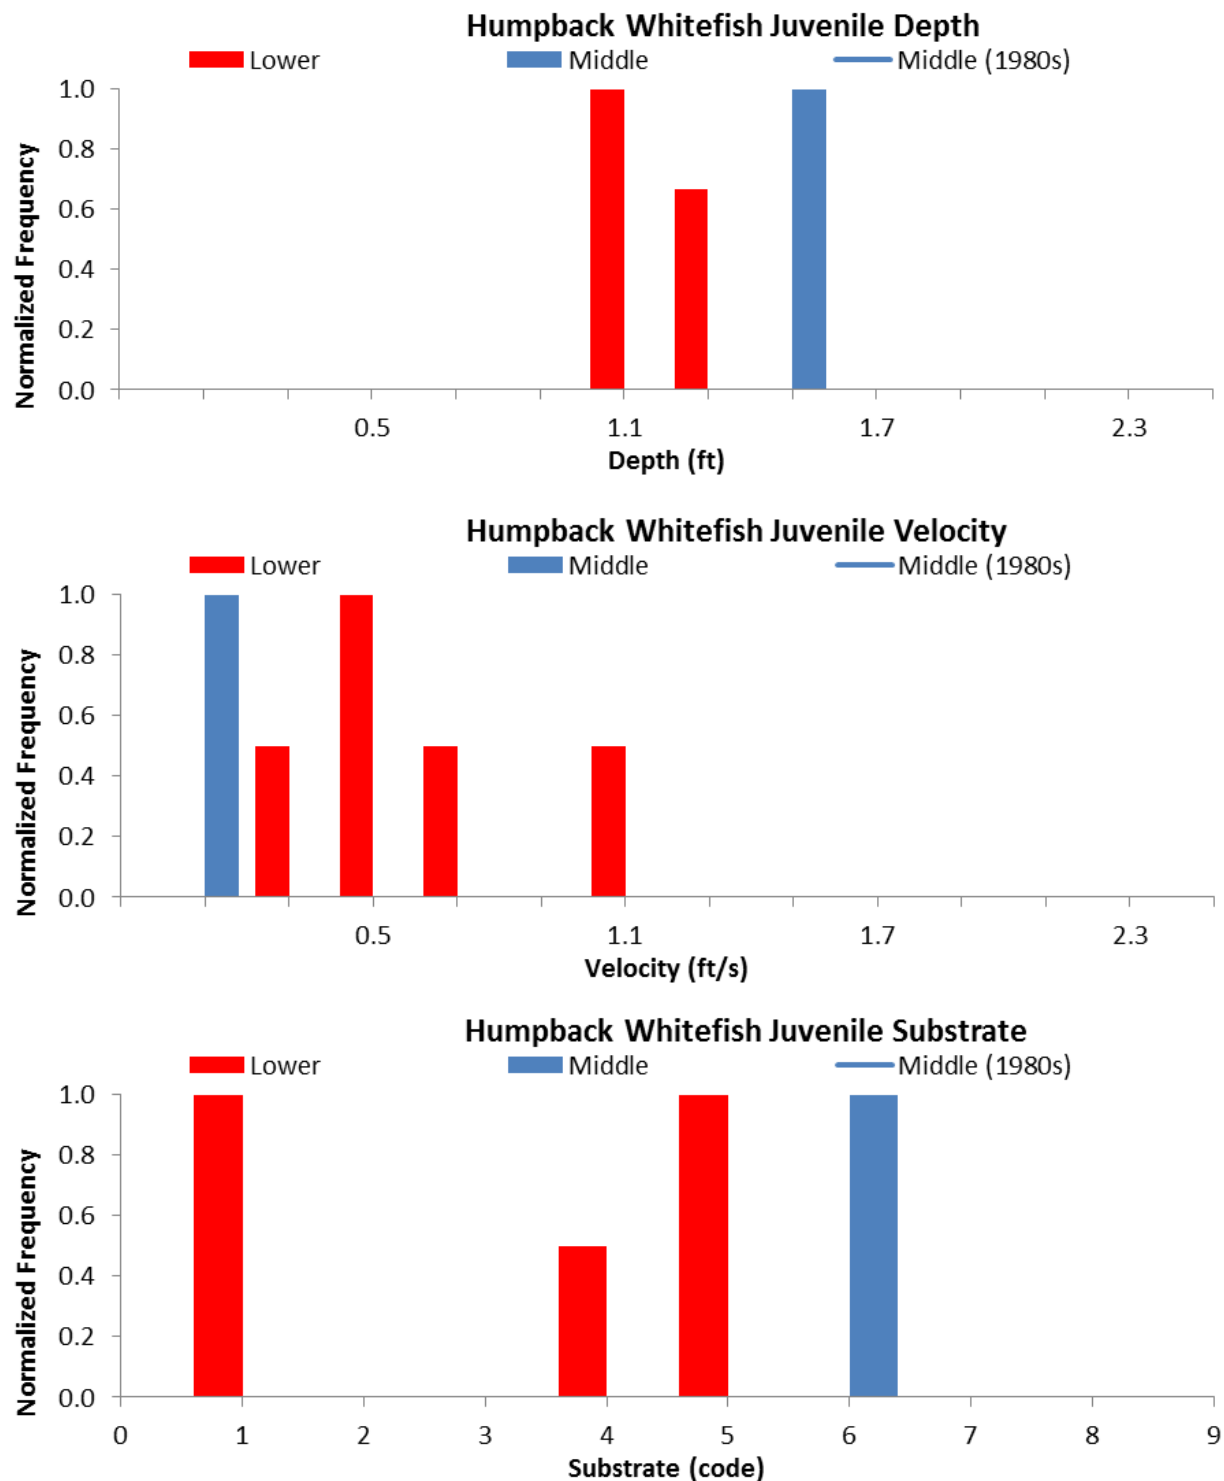 Humpback Whitefish Juvenile Depth
Lower Middle Middle (1980s)
Normalized Frequency
1.0
0.8
0.6
0.4
0.2
0.0
0.5 1.1 1.7 2.3
Depth (ft)
Humpback Whitefish Juvenile Velocity
Lower Middle Middle (1980s)
Normalized Frequency
1.0
0.8
0.6
0.4
0.2
0.0
0.5 1.1 1.7 2.3
Velocity (ft/s)
Humpback Whitefish Juvenile Substrate
Lower Middle Middle (1980s)
Normalized Frequency
1.0
0.8
0.6
0.4
0.2
0.0
0 1 2 3 4 5 6 7 8 9
Substrate (code)